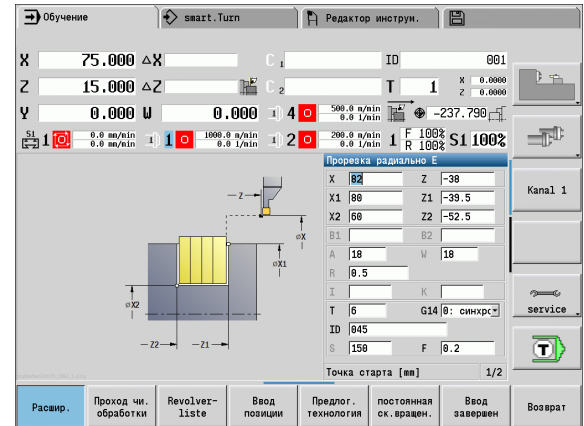 Обучение smart.Turn Редактор инструм.
X 75.000 △X C 1 ID 001
Z 15.000 △Z C 2 T 1 X 0.0000 Z 0.0000
Y 0.000 U 0.000 4 0 500.0 m/min 0.0 1/min -237.790
S1 1 0.0 mm/min 0.0 mm/min 1 0 1000.0 m/min 0.0 1/min 2 0 200.0 m/min 0.0 1/min 1 F 100% R 100% S1 100%
Прорезка радиально E
X 82 Z -38
X1 80 Z1 -39.5
X2 60 Z2 -52.5
B1 B2
A 18 W 18
R 0.5
I K
T 6 G14 0: синхрс
ID 045
S 150 F 0.2
Точка старта [mm] 1/2
Z
øX
øX1
øX2
Z2 Z1
Kanal 1
service
T
Расшир.
Проход чи. обработки
Revolver-liste
Ввод позиции
Предлог. технология
постоянная ск.вращен.
Ввод завершен
Возврат